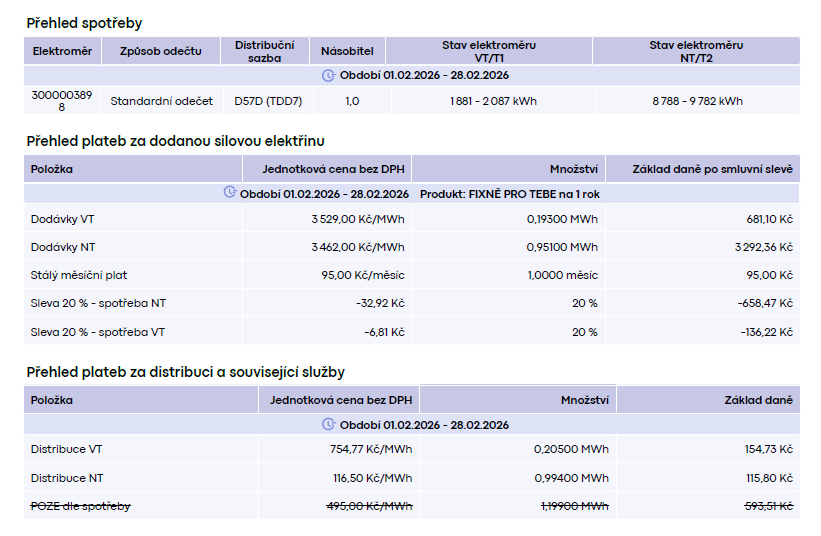 Přehled spotřeby
Elektroměr Způsob odečtu Distribuční sazba Násobitel Stav elektroměru VT/T1 Stav elektroměru NT/T2
Období 01.02.2026 - 28.02.2026
3000003898 Standardní odečet D57D (TDD7) 1,0 1 881 - 2 087 kWh 8 788 - 9 782 kWh
Přehled plateb za dodanou silovou elektřinu
Položka Jednotková cena bez DPH Množství Základ daně po smluvní slevě
Období 01.02.2026 - 28.02.2026 Produkt: FIXNĚ PRO TEBE na 1 rok
Dodávky VT 3 529,00 Kč/MWh 0,19300 MWh 681,10 Kč
Dodávky NT 3 462,00 Kč/MWh 0,95100 MWh 3 292,36 Kč
Stálý měsíční plat 95,00 Kč/měsíc 1,0000 měsíc 95,00 Kč
Sleva 20 % - spotřeba NT -32,92 Kč 20 % -658,47 Kč
Sleva 20 % - spotřeba VT -6,81 Kč 20 % -136,22 Kč
Přehled plateb za distribuci a související služby
Položka Jednotková cena bez DPH Množství Základ daně
Období 01.02.2026 - 28.02.2026
Distribuce VT 754,77 Kč/MWh 0,20500 MWh 154,73 Kč
Distribuce NT 116,50 Kč/MWh 0,99400 MWh 115,80 Kč
POZE dle spotřeby 495,00 Kč/MWh 1,19900 MWh 593,51 Kč